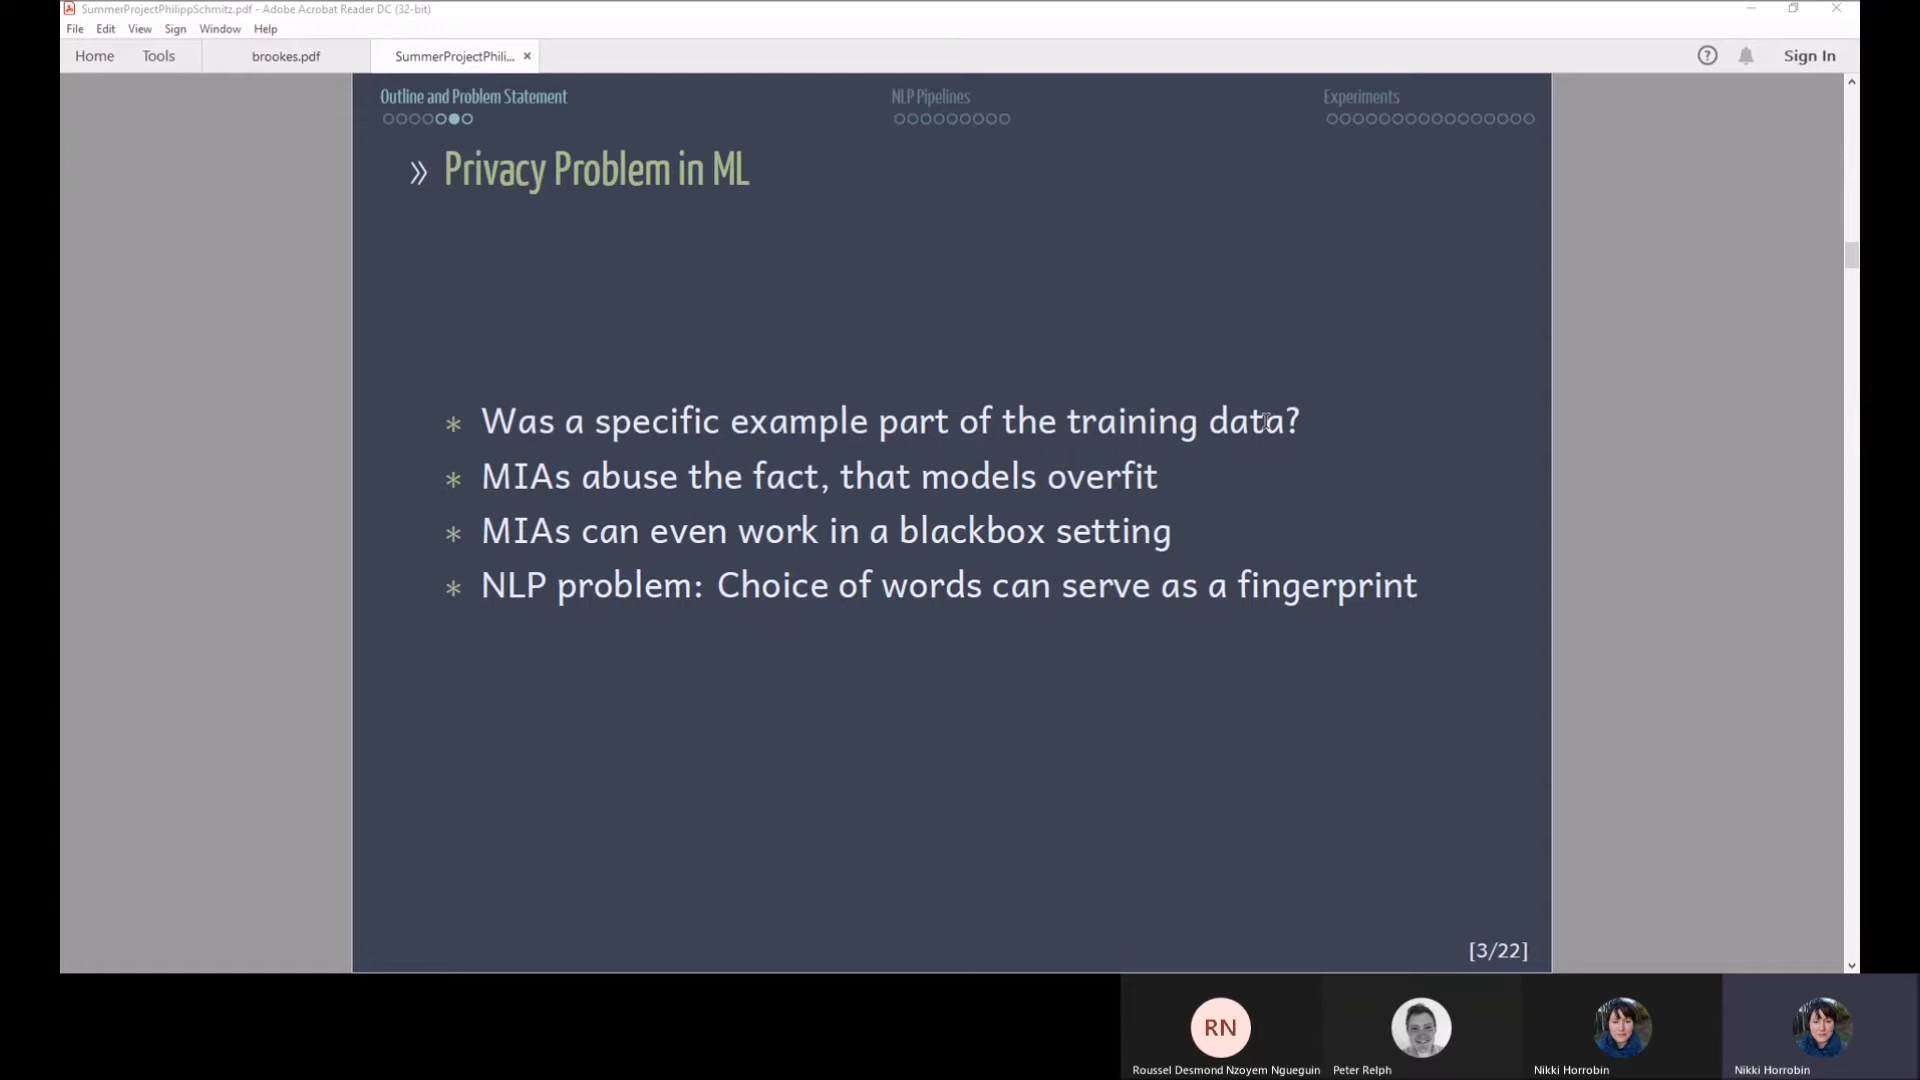 SummerProjectPhilippSchmitz.pdf - Adobe Acrobat Reader DC (32-bit)
File Edit View Sign Window Help
Home Tools brookes.pdf SummerProjectPhili... × Sign In
Outline and Problem Statement NLP Pipelines Experiments
» Privacy Problem in ML
* Was a specific example part of the training data?
* MIAs abuse the fact, that models overfit
* MIAs can even work in a blackbox setting
* NLP problem: Choice of words can serve as a fingerprint
[3/22]
RN
Roussel Desmond Nzoyem Ngueguin Peter Relph Nikki Horrobin Nikki Horrobin